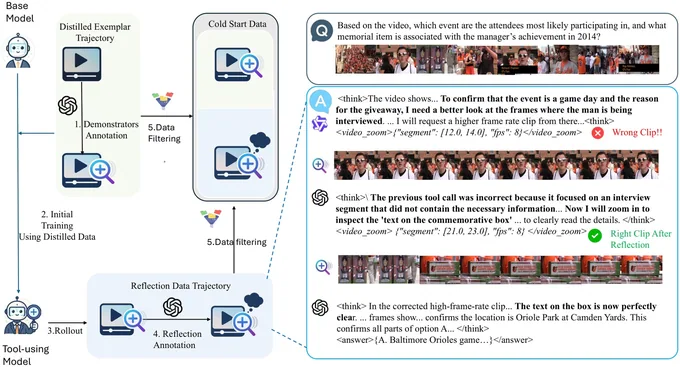 Base
Model
Distilled Exemplar
Trajectory
1. Demonstrators
Annotation
5.Data
Filtering
Cold Start Data
2. Initial
Training
Using Distilled Data
5.Data filtering
Reflection Data Trajectory
3.Rollout
4. Reflection
Annotation
Tool-using
Model
Q
Based on the video, which event are the attendees most likely participating in, and what
memorial item is associated with the manager's achievement in 2014?
A
<think>The video shows... To confirm that the event is a game day and the reason
for the giveaway, I need a better look at the frames where the man is being
interviewed. ... I will request a higher frame rate clip from there...<think>
<video_zoom>{"segment": [12.0, 14.0], "fps": 8}</video_zoom>
Wrong Clip!!
<think>\ The previous tool call was incorrect because it focused on an interview
segment that did not contain the necessary information... Now I will zoom in to
inspect the 'text on the commemorative box' ... to clearly read the details. </think>
<video_zoom> {"segment": [21.0, 23.0], "fps": 8} </video_zoom>
Right Clip After
Reflection
<think> In the corrected high-frame-rate clip... The text on the box is now perfectly
clear. ... frames show... confirms the location is Oriole Park at Camden Yards. This
confirms all parts of option A... </think>
<answer>{A. Baltimore Orioles game…}</answer>